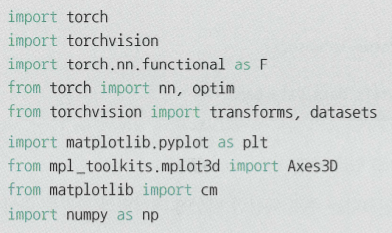 import torch
import torchvision
import torch.nn.functional as F
from torch import nn, optim
from torchvision import transforms, datasets
import matplotlib.pyplot as plt
from mpl_toolkits.mplot3d import Axes3D
from matplotlib import cm
import numpy as np